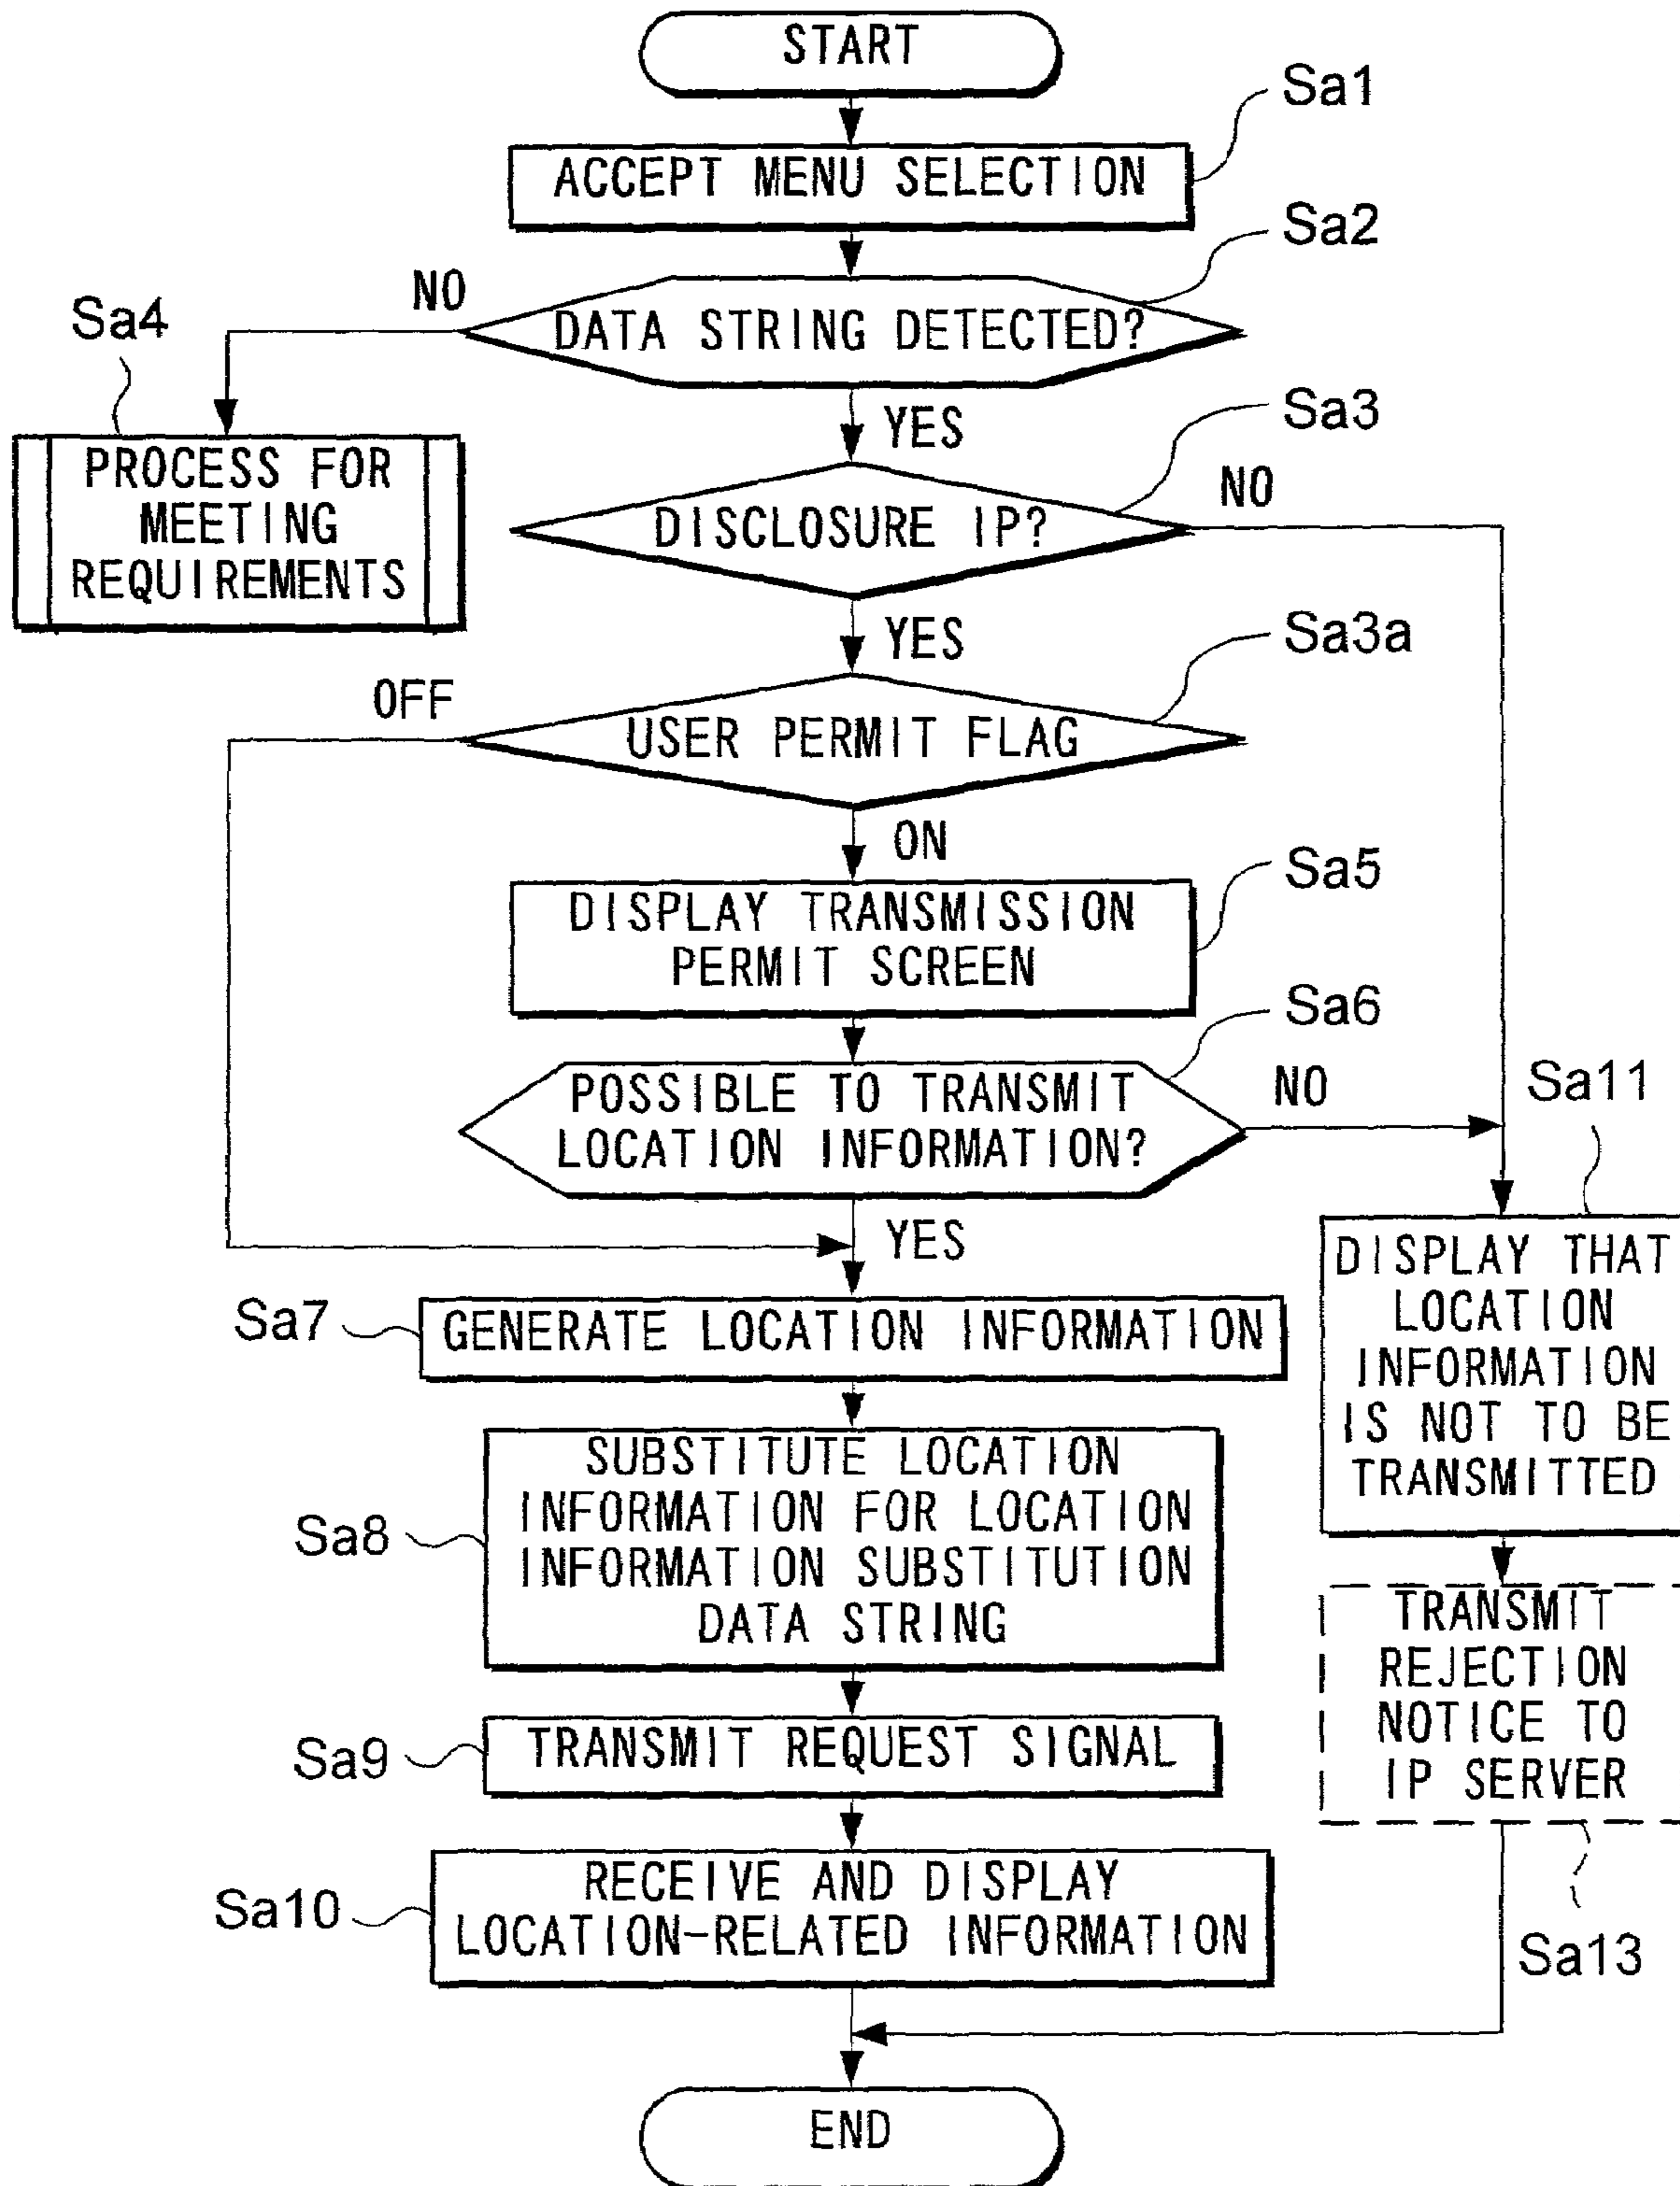 START
Sa1
ACCEPT MENU SELECTION
Sa2
NO
DATA STRING DETECTED?
Sa4
YES
Sa3
PROCESS FOR
MEETING
REQUIREMENTS
NO
DISCLOSURE IP?
YES
Sa3a
OFF
USER PERMIT FLAG
ON
Sa5
DISPLAY TRANSMISSION
PERMIT SCREEN
Sa6
POSSIBLE TO TRANSMIT
LOCATION INFORMATION?
NO
Sa11
YES
DISPLAY THAT
LOCATION
INFORMATION
IS NOT TO BE
TRANSMITTED
Sa7
GENERATE LOCATION INFORMATION
Sa8
SUBSTITUTE LOCATION
INFORMATION FOR LOCATION
INFORMATION SUBSTITUTION
DATA STRING
TRANSMIT
REJECTION
NOTICE TO
IP SERVER
Sa9
TRANSMIT REQUEST SIGNAL
Sa10
RECEIVE AND DISPLAY
LOCATION-RELATED INFORMATION
Sa13
END